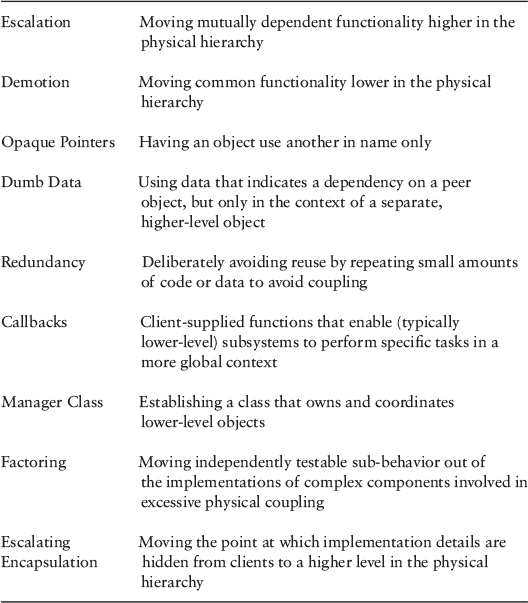 Escalation Moving mutually dependent functionality higher in the
physical hierarchy
Demotion Moving common functionality lower in the physical
hierarchy
Opaque Pointers Having an object use another in name only
Dumb Data Using data that indicates a dependency on a peer
object, but only in the context of a separate,
higher-level object
Redundancy Deliberately avoiding reuse by repeating small amounts
of code or data to avoid coupling
Callbacks Client-supplied functions that enable (typically
lower-level) subsystems to perform specific tasks in a
more global context
Manager Class Establishing a class that owns and coordinates
lower-level objects
Factoring Moving independently testable sub-behavior out of
the implementations of complex components involved in
excessive physical coupling
Escalating Moving the point at which implementation details are
Encapsulation hidden from clients to a higher level in the physical
hierarchy